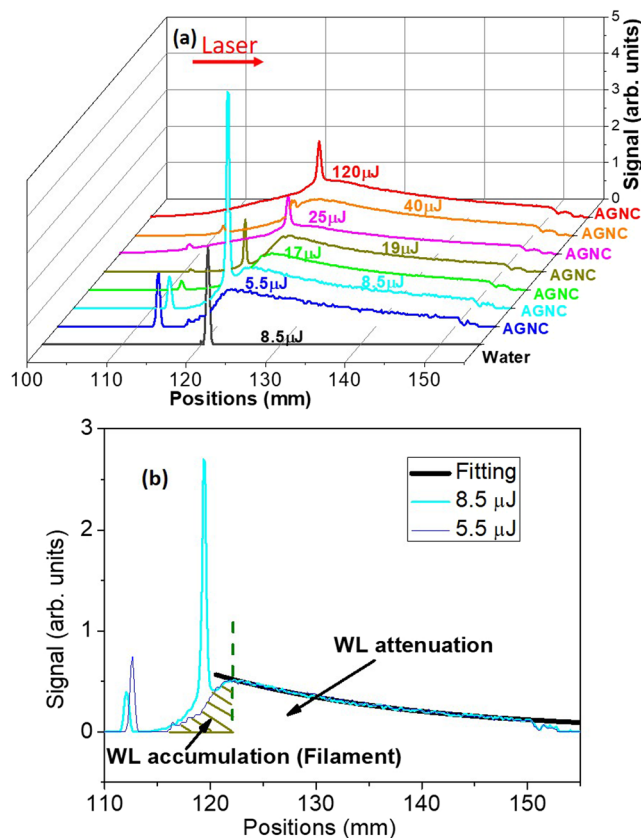 (a)
Laser
5
4
3
2
1
0
Signal (arb. units)
120µJ
AGNC
40µJ
AGNC
25µJ
AGNC
19µJ
AGNC
17µJ
AGNC
8.5µJ
AGNC
5.5µJ
AGNC
8.5µJ
Water
100 110 120 130 140 150
Positions (mm)
(b)
3
2
1
0
Signal (arb. units)
Fitting
8.5 µJ
5.5 µJ
WL attenuation
WL accumulation (Filament)
110 120 130 140 150
Positions (mm)